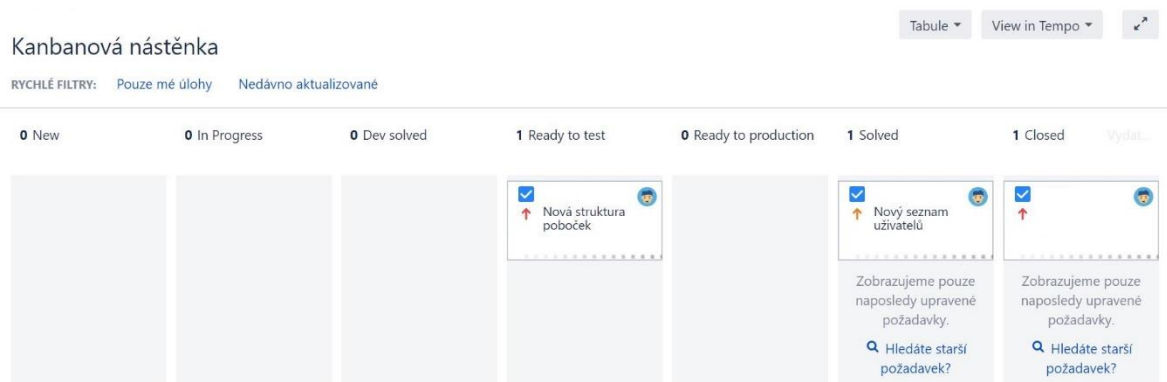 Tabule
View in Tempo
Kanbanová nástěnka
RYCHLÉ FILTRY: Pouze mé úlohy Nedávno aktualizované
0 New
0 In Progress
0 Dev solved
1 Ready to test
0 Ready to production
1 Solved
1 Closed
Vydat...
Nová struktura
poboček
Nový seznam
uživatelů
Zobrazujeme pouze
naposledy upravené
požadavky.
Hledáte starší
požadavek?
Zobrazujeme pouze
naposledy upravené
požadavky.
Hledáte starší
požadavek?